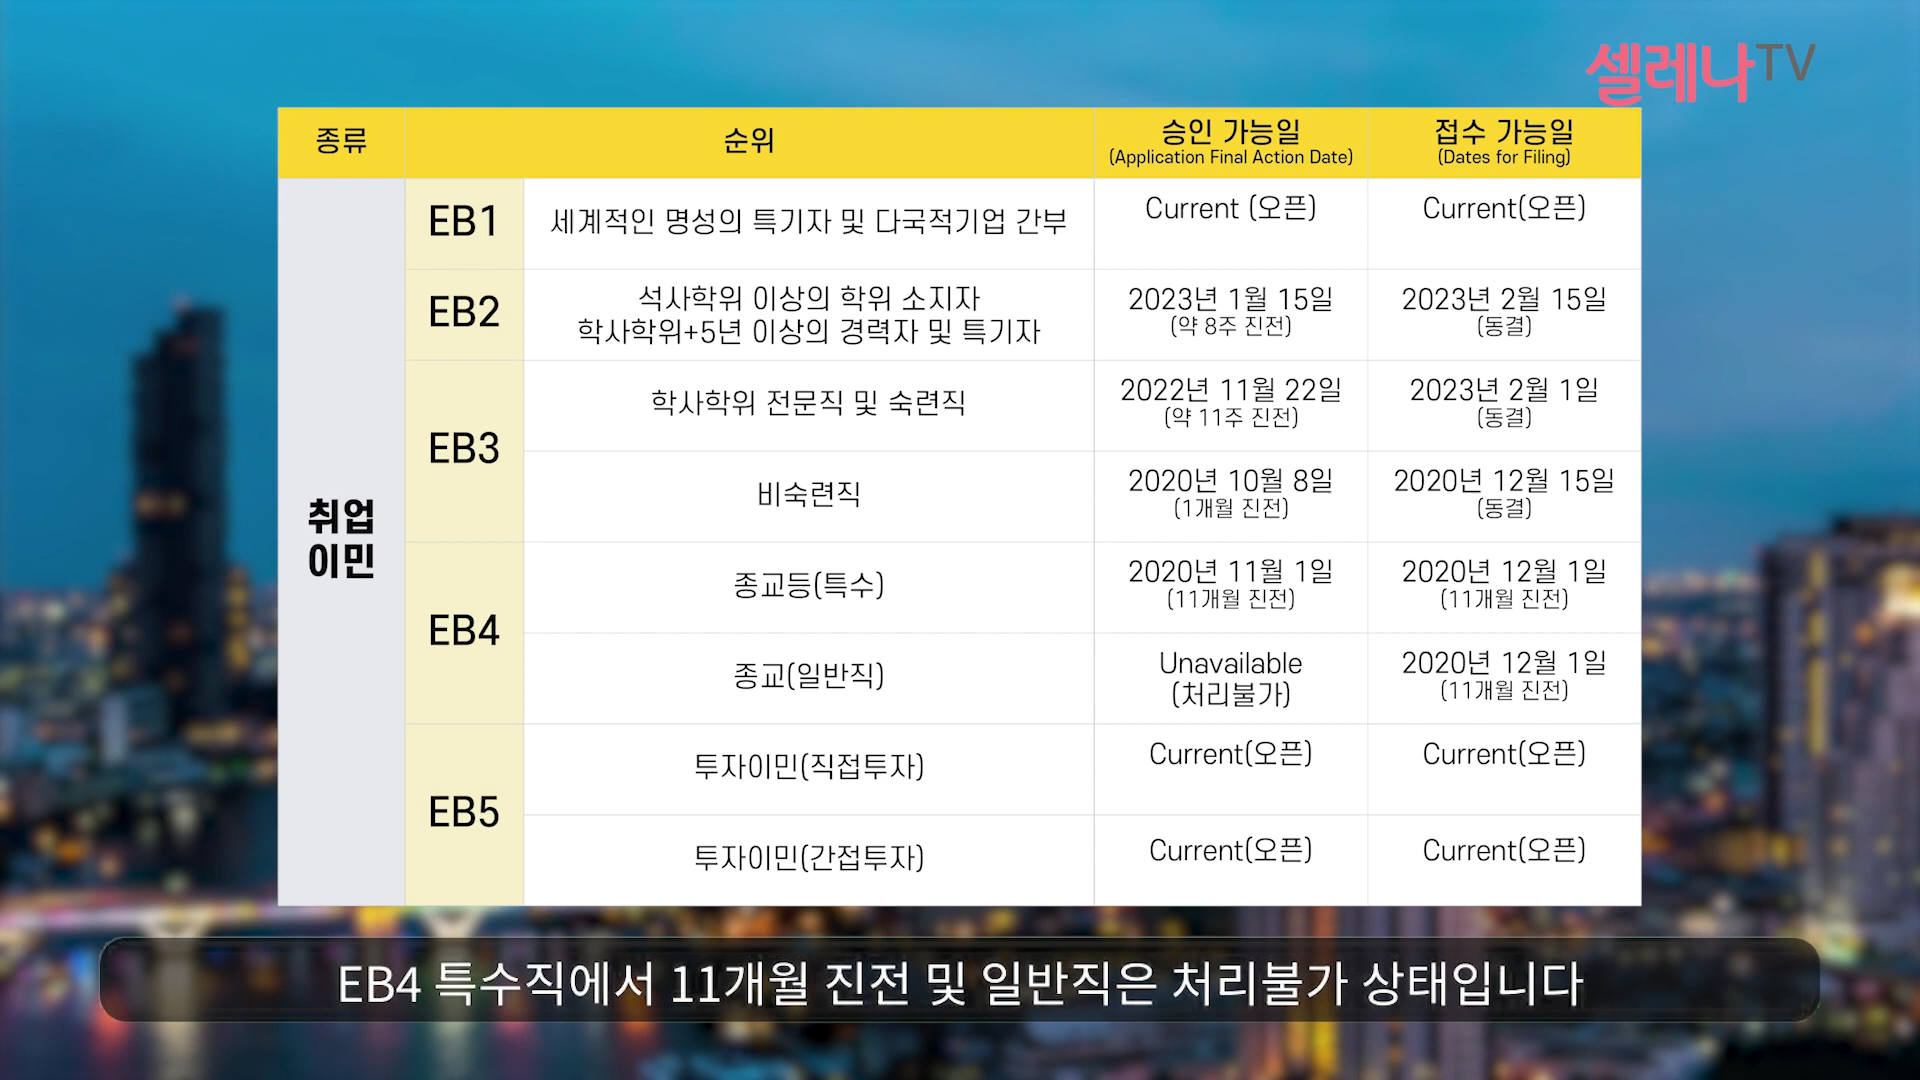 셀레나TV
종류
순위
승인 가능일
(Application Final Action Date)
접수 가능일
(Dates for Filing)
취업
이민
EB1
세계적인 명성의 특기자 및 다국적기업 간부
Current (오픈)
Current(오픈)
EB2
석사학위 이상의 학위 소지자
학사학위+5년 이상의 경력자 및 특기자
2023년 1월 15일
(약 8주 진전)
2023년 2월 15일
(동결)
EB3
학사학위 전문직 및 숙련직
2022년 11월 22일
(약 11주 진전)
2023년 2월 1일
(동결)
비숙련직
2020년 10월 8일
(1개월 진전)
2020년 12월 15일
(동결)
EB4
종교등(특수)
2020년 11월 1일
(11개월 진전)
2020년 12월 1일
(11개월 진전)
종교(일반직)
Unavailable
(처리불가)
2020년 12월 1일
(11개월 진전)
EB5
투자이민(직접투자)
Current(오픈)
Current(오픈)
투자이민(간접투자)
Current(오픈)
Current(오픈)
EB4 특수직에서 11개월 진전 및 일반직은 처리불가 상태입니다